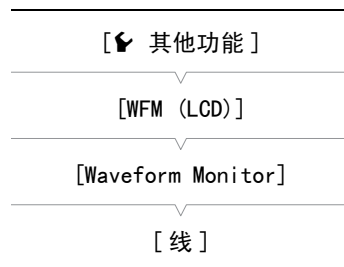 [ 其他功能 ]
[WFM (LCD)]
[Waveform Monitor]
[ 线 ]